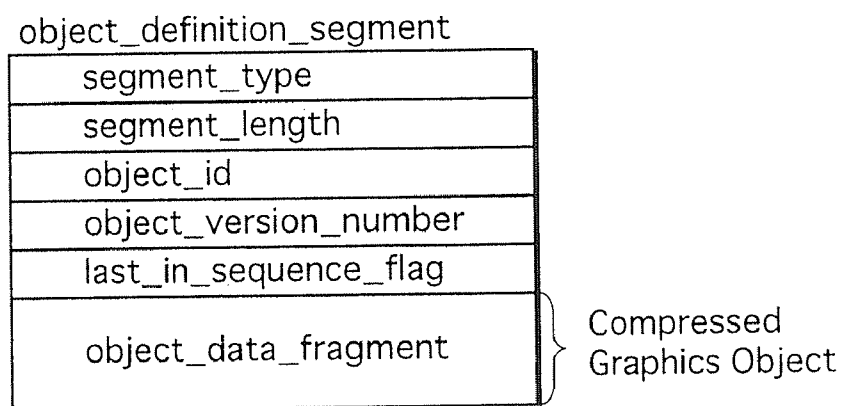 object_definition_segment
segment_type
segment_length
object_id
object_version_number
last_in_sequence_flag
object_data_fragment
Compressed
Graphics Object